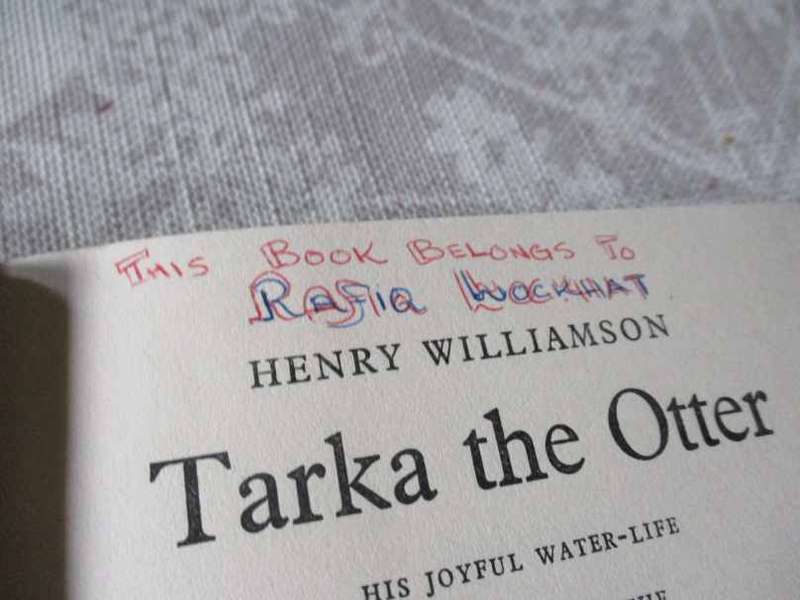 THIS BOOK BELONGS TO
RAFIQ LOCKHAT
HENRY WILLIAMSON
Tarka the Otter
HIS JOYFUL WATER-LIFE